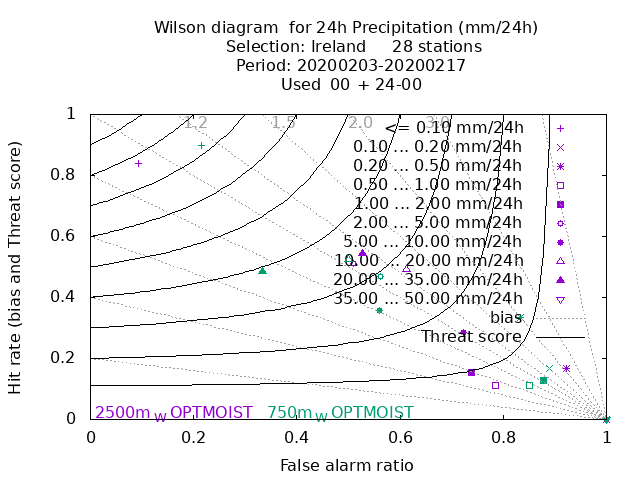 Wilson diagram for 24h Precipitation (mm/24h)
Selection: Ireland 28 stations
Period: 20200203-20200217
Used 00 + 24-00
Hit rate (bias and Threat score)
1
0.8
0.6
0.4
0.2
0
1.2 1.5 2.0 3.0
<= 0.10 mm/24h
0.10 ... 0.20 mm/24h
0.20 ... 0.50 mm/24h
0.50 ... 1.00 mm/24h
1.00 ... 2.00 mm/24h
2.00 ... 5.00 mm/24h
5.00 ... 10.00 mm/24h
10.00 ... 20.00 mm/24h
20.00 ... 35.00 mm/24h
35.00 ... 50.00 mm/24h
bias
Threat score
2500m W OPTMOIST 750m W OPTMOIST
0 0.2 0.4 0.6 0.8 1
False alarm ratio